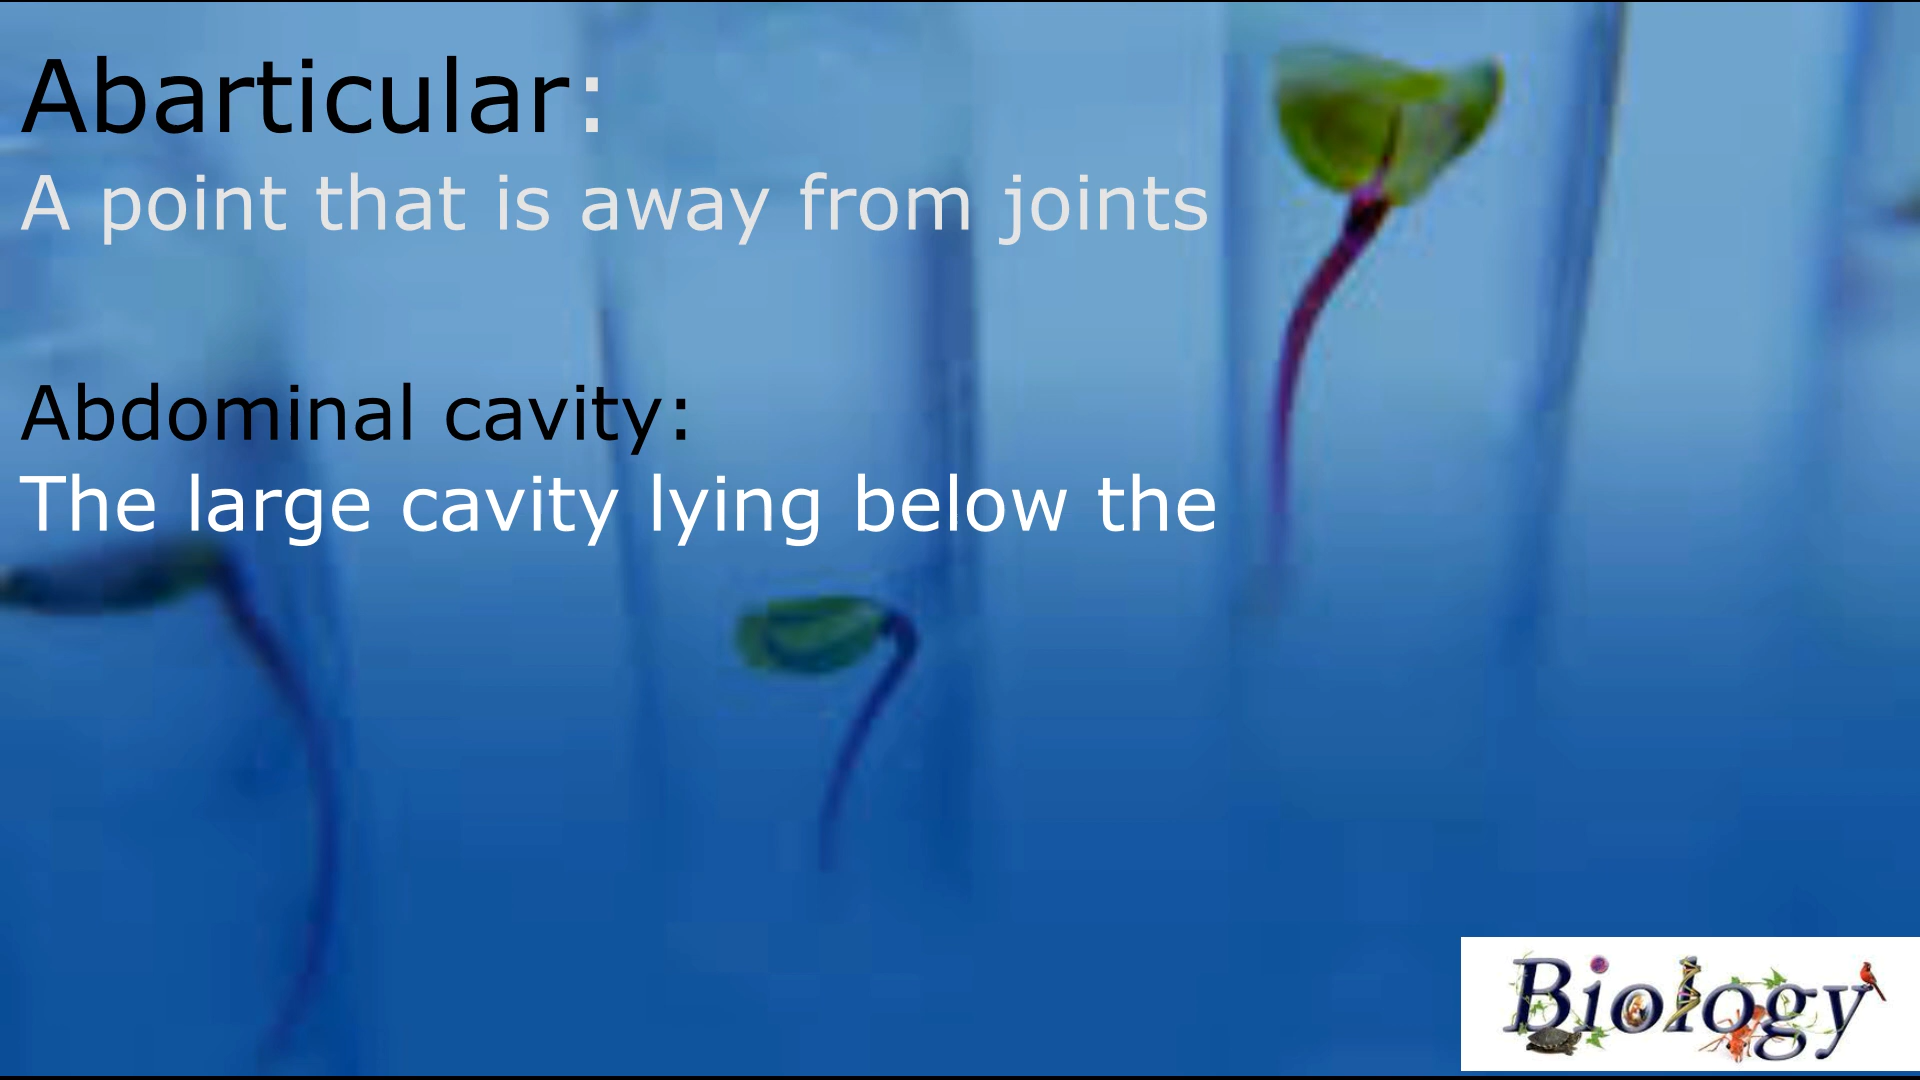 Abarticular:
A point that is away from joints
Abdominal cavity:
The large cavity lying below the
Biology